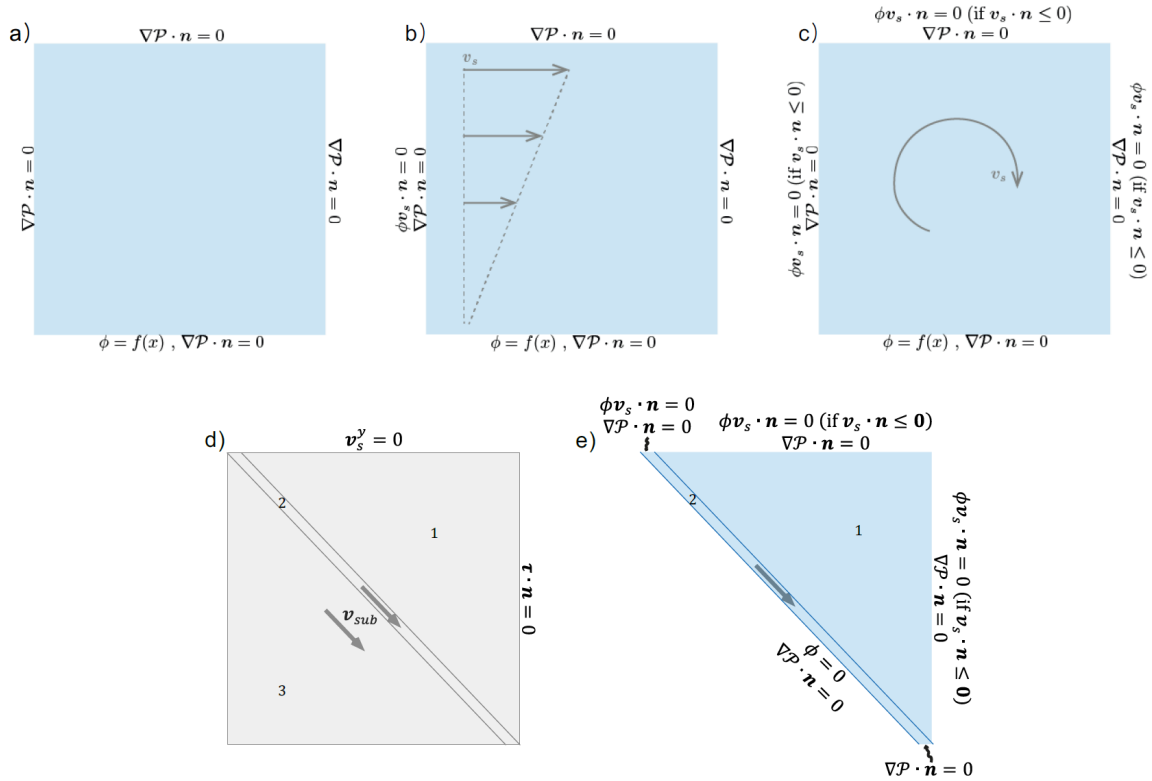 a)
∇𝒫 · n = 0
∇𝒫 · n = 0
∇𝒫 · n = 0
ϕ = f(x) , ∇𝒫 · n = 0
b)
∇𝒫 · n = 0
v_s
ϕv_s · n = 0
∇𝒫 · n = 0
∇𝒫 · n = 0
ϕ = f(x) , ∇𝒫 · n = 0
c)
ϕv_s · n = 0 (if v_s · n ≤ 0)
∇𝒫 · n = 0
ϕv_s · n = 0 (if v_s · n ≤ 0)
∇𝒫 · n = 0
v_s
ϕv_s · n = 0 (if v_s · n ≤ 0)
∇𝒫 · n = 0
ϕ = f(x) , ∇𝒫 · n = 0
d)
v_s^y = 0
2
1
v_sub
3
τ · n = 0
e)
ϕv_s · n = 0
∇𝒫 · n = 0
ϕv_s · n = 0 (if v_s · n ≤ 0)
∇𝒫 · n = 0
2
1
ϕv_s · n = 0 (if v_s · n ≤ 0)
∇𝒫 · n = 0
ϕ = 0
∇𝒫 · n = 0
∇𝒫 · n = 0